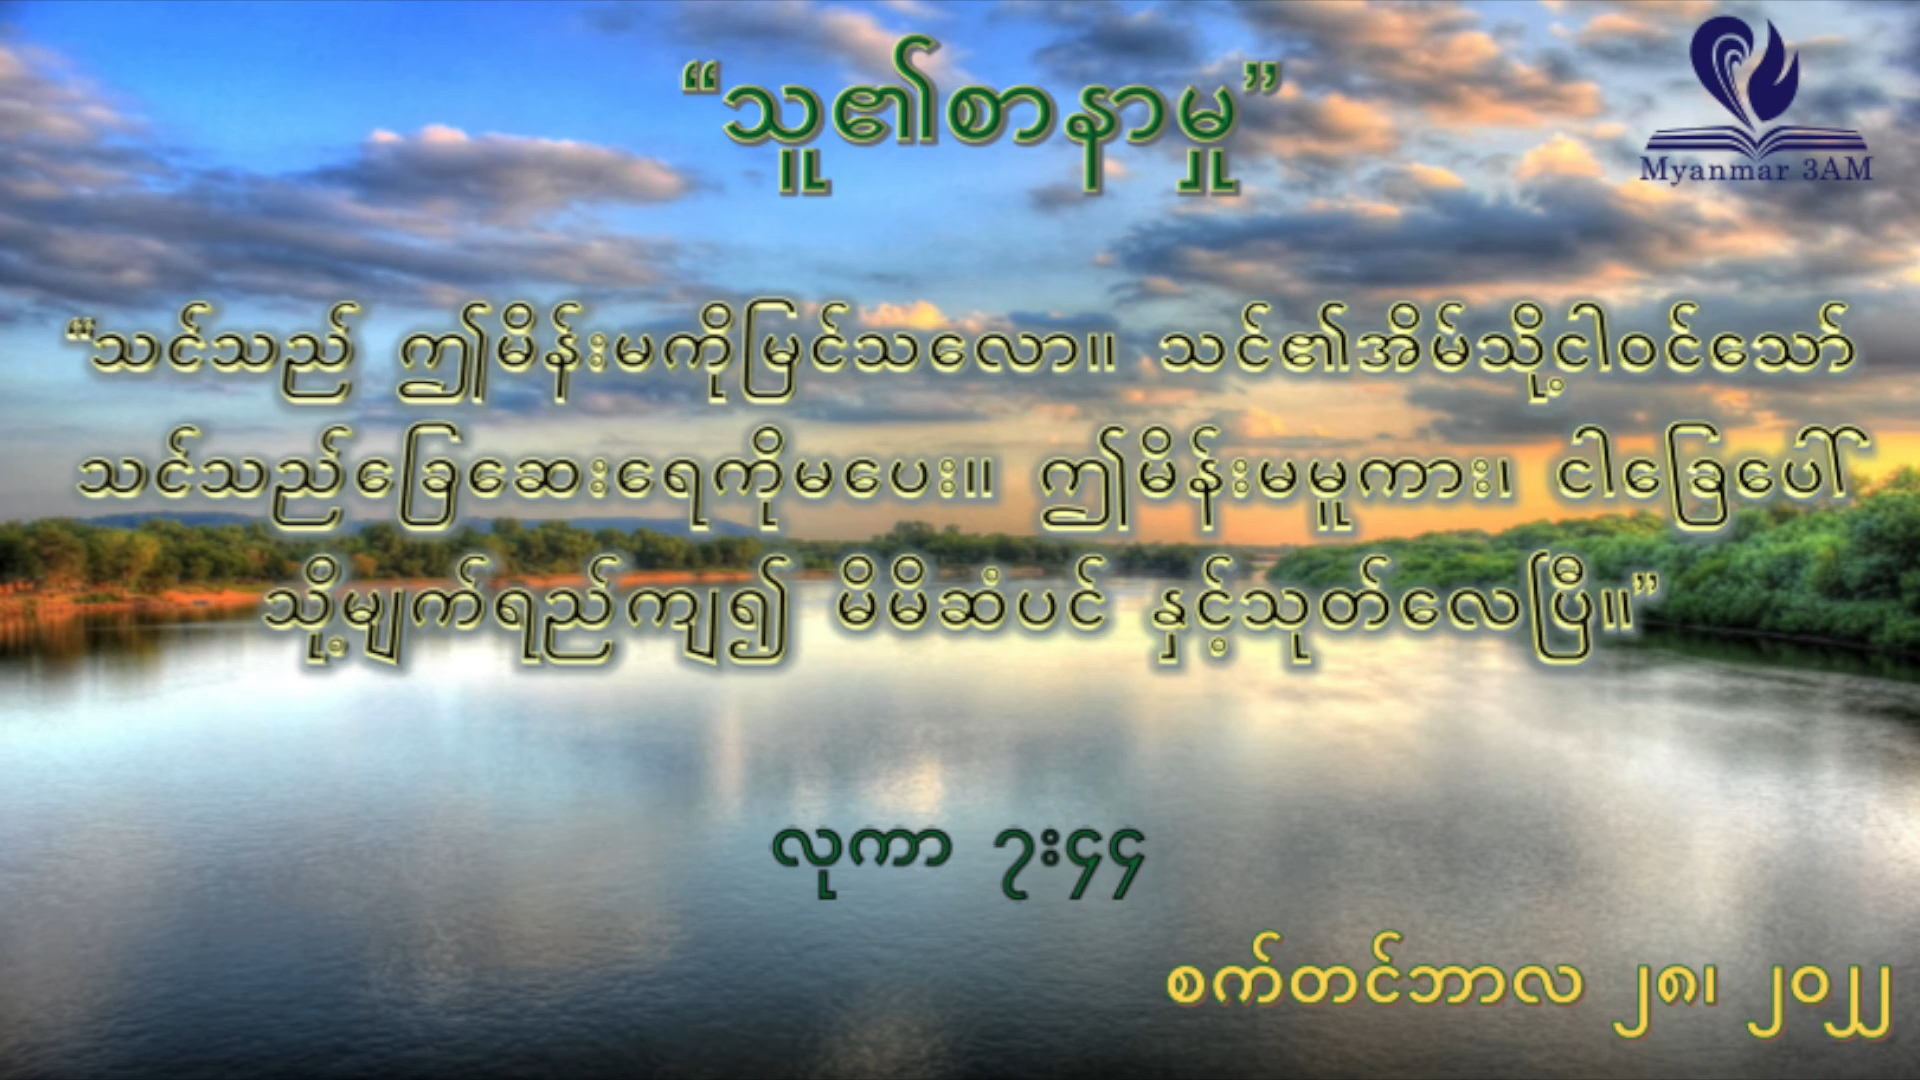 “သူ၏စာနာမှု”
Myanmar 3AM
“သင်သည် ဤမိန်းမကိုမြင်သလော။ သင်၏အိမ်သို့ငါဝင်သော်
သင်သည်ခြေဆေးရေကိုမပေး။ ဤမိန်းမမူကား၊ ငါခြေပေါ်
သို့မျက်ရည်ကျ၍ မိမိဆံပင် နှင့်သုတ်လေပြီ။”
လုကာ ၇း၄၄
စက်တင်ဘာလ ၂၈၊ ၂၀၂၂